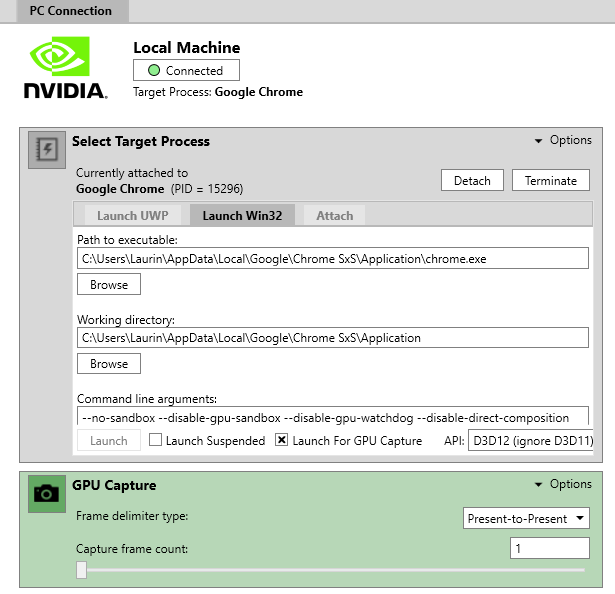 PC Connection
NVIDIA.
Local Machine
Connected
Target Process: Google Chrome
Select Target Process
Options
Currently attached to
Google Chrome (PID = 15296)
Detach
Terminate
Launch UWP
Launch Win32
Attach
Path to executable:
C:\Users\Laurin\AppData\Local\Google\Chrome SxS\Application\chrome.exe
Browse
Working directory:
C:\Users\Laurin\AppData\Local\Google\Chrome SxS\Application
Browse
Command line arguments:
--no-sandbox --disable-gpu-sandbox --disable-gpu-watchdog --disable-direct-composition
Launch
Launch Suspended
Launch For GPU Capture
API:
D3D12 (ignore D3D11)
GPU Capture
Options
Frame delimiter type:
Present-to-Present
Capture frame count:
1